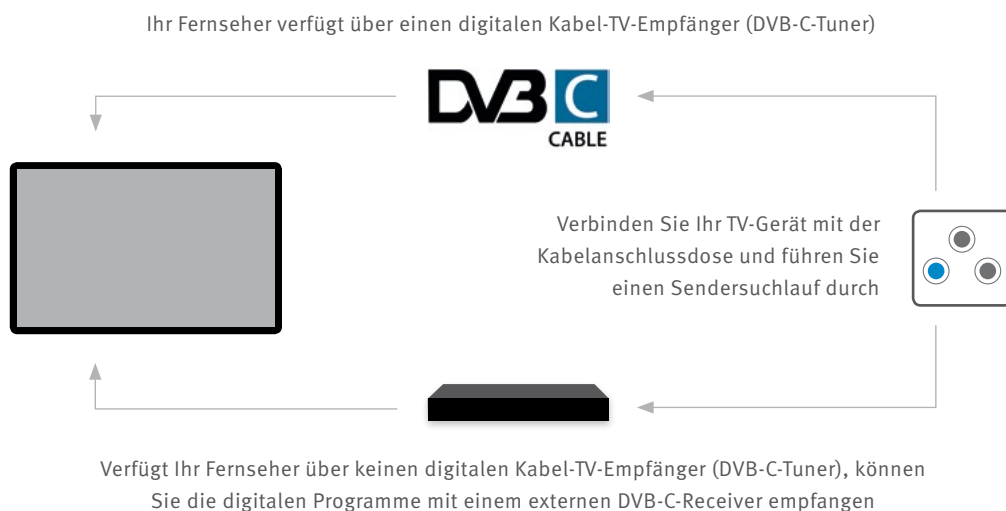 Ihr Fernseher verfügt über einen digitalen Kabel-TV-Empfänger (DVB-C-Tuner)
DVB C
CABLE
Verbinden Sie Ihr TV-Gerät mit der
Kabelanschlussdose und führen Sie
einen Sendersuchlauf durch
Verfügt Ihr Fernseher über keinen digitalen Kabel-TV-Empfänger (DVB-C-Tuner), können
Sie die digitalen Programme mit einem externen DVB-C-Receiver empfangen